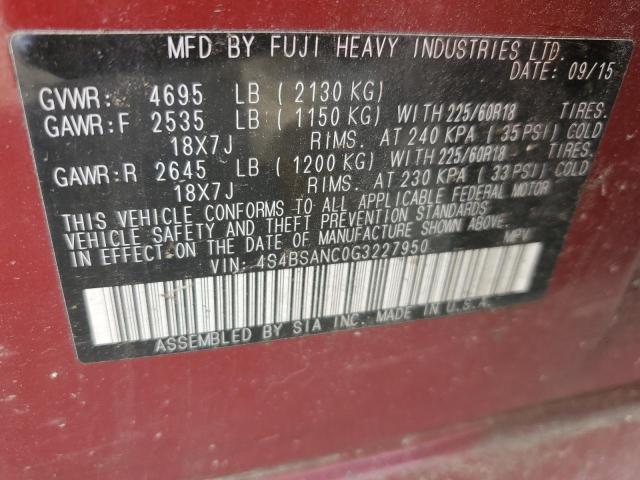 MFD BY FUJI HEAVY INDUSTRIES LTD.
DATE: 09/15
GVWR: 4695 LB ( 2130 KG)
GAWR:F 2535 LB ( 1150 KG) WITH 225/60R18 TIRES.
18X7J RIMS. AT 240 KPA ( 35 PSI) COLD
GAWR:R 2645 LB ( 1200 KG) WITH 225/60R18 TIRES.
18X7J RIMS. AT 230 KPA ( 33 PSI) COLD
THIS VEHICLE CONFORMS TO ALL APPLICABLE FEDERAL MOTOR
VEHICLE SAFETY AND THEFT PREVENTION STANDARDS
IN EFFECT ON THE DATE OF MANUFACTURE SHOWN ABOVE.
VIN: 4S4BSANC0G3227950 MPV
ASSEMBLED BY SIA INC. MADE IN U.S.A.